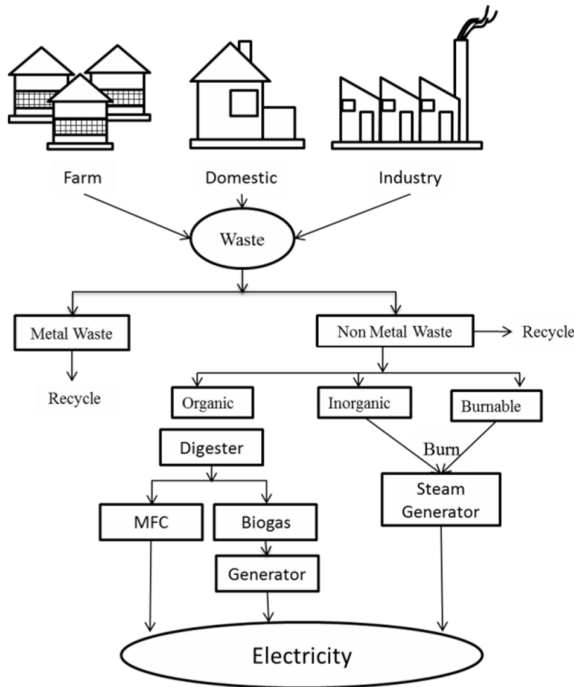 Farm
Domestic
Industry
Waste
Metal Waste
Non Metal Waste
Recycle
Recycle
Organic
Inorganic
Burnable
Digester
Burn
Steam
Generator
MFC
Biogas
Generator
Electricity